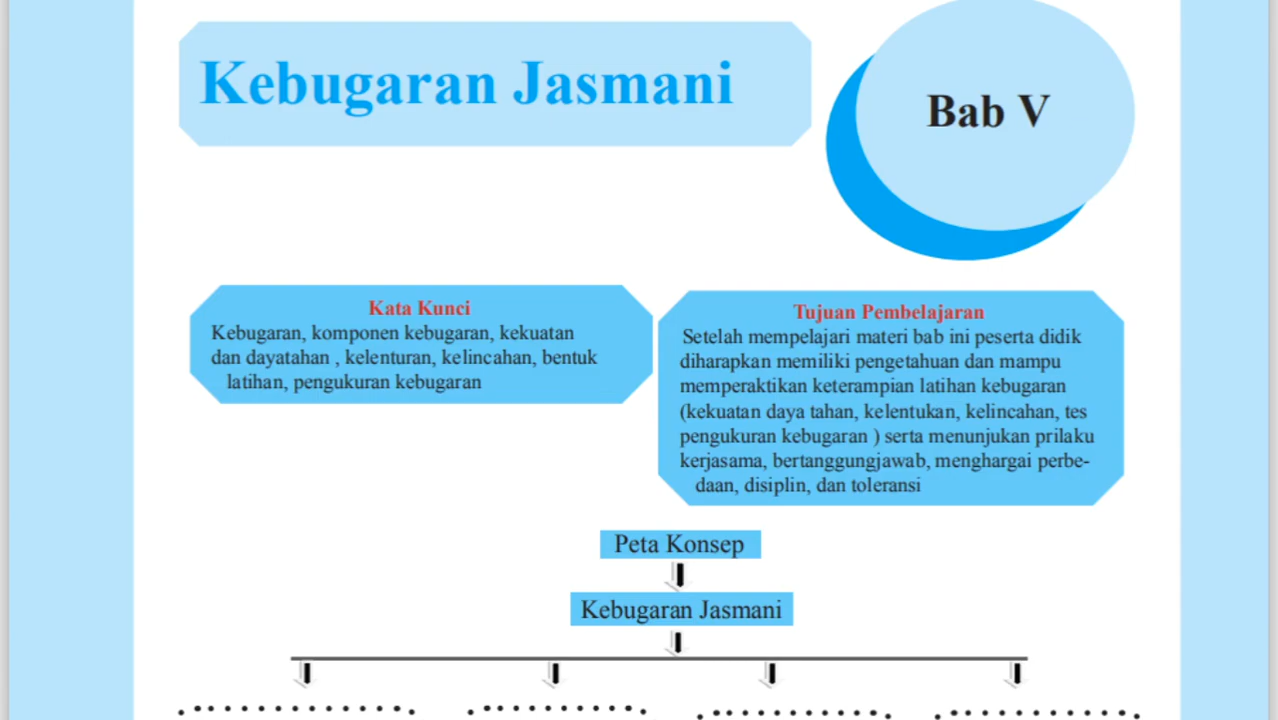 Kebugaran Jasmani
Bab V
Kata Kunci
Kebugaran, komponen kebugaran, kekuatan
dan dayatahan , kelenturan, kelincahan, bentuk
latihan, pengukuran kebugaran
Tujuan Pembelajaran
Setelah mempelajari materi bab ini peserta didik
diharapkan memiliki pengetahuan dan mampu
memperaktikan keterampian latihan kebugaran
(kekuatan daya tahan, kelentukan, kelincahan, tes
pengukuran kebugaran ) serta menunjukan prilaku
kerjasama, bertanggungjawab, menghargai perbe-
daan, disiplin, dan toleransi
Peta Konsep
Kebugaran Jasmani